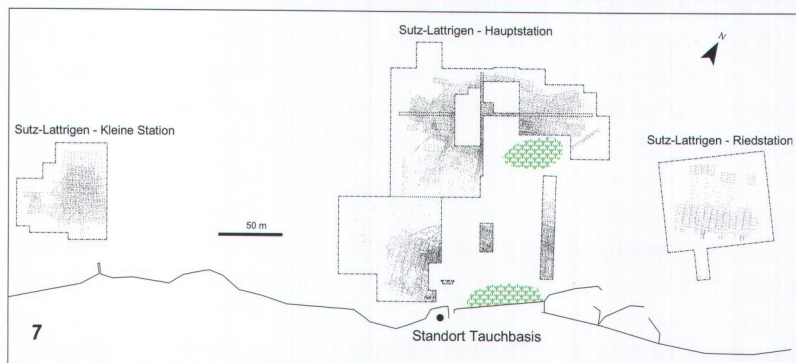 Sutz-Lattrigen - Hauptstation
N
Sutz-Lattrigen - Kleine Station
Sutz-Lattrigen - Riedstation
50 m
7
Standort Tauchbasis